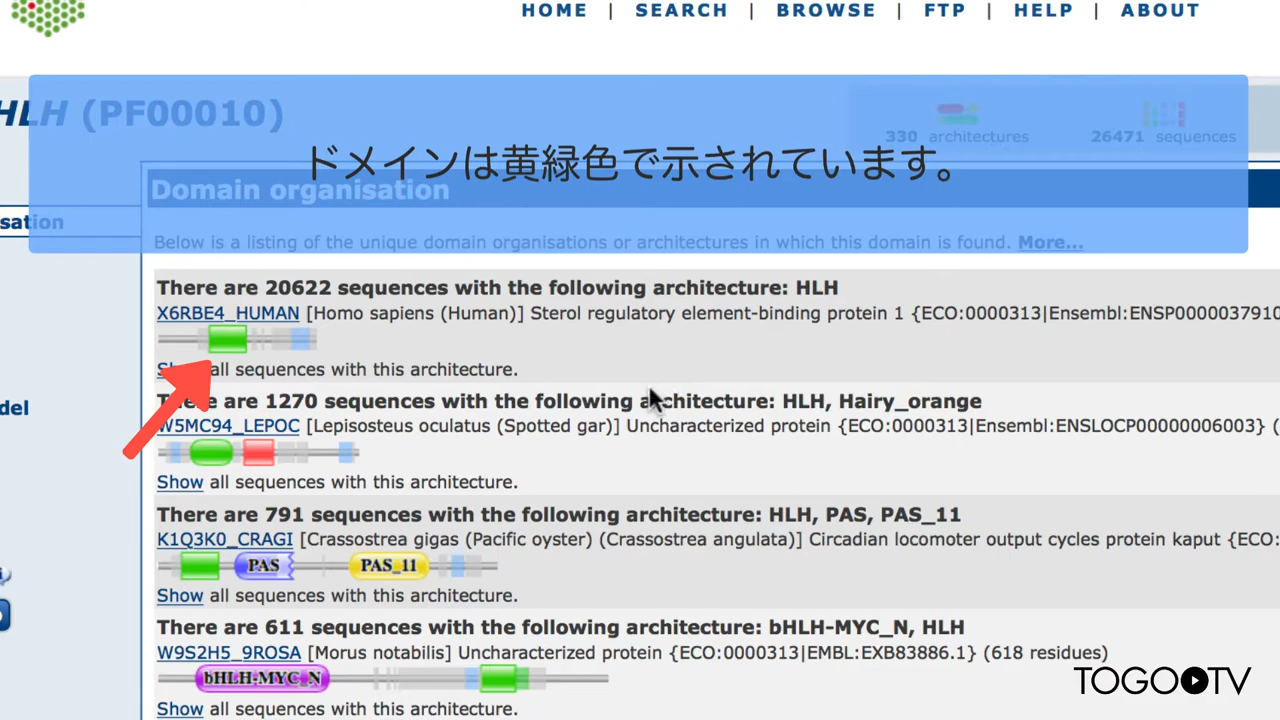 HOME | SEARCH | BROWSE | FTP | HELP | ABOUT
HLH (PF00010)
330 architectures
26471 sequences
ドメインは黄緑色で示されています。
Domain organisation
sation
Below is a listing of the unique domain organisations or architectures in which this domain is found. More...
There are 20622 sequences with the following architecture: HLH
X6RBE4_HUMAN [Homo sapiens (Human)] Sterol regulatory element-binding protein 1 {ECO:0000313|Ensembl:ENSP0000037910
all sequences with this architecture.
del
There are 1270 sequences with the following architecture: HLH, Hairy_orange
W5MC94_LEPOC [Lepisosteus oculatus (Spotted gar)] Uncharacterized protein {ECO:0000313|Ensembl:ENSLOCP00000006003} (
Show all sequences with this architecture.
There are 791 sequences with the following architecture: HLH, PAS, PAS_11
K1Q3K0_CRAGI [Crassostrea gigas (Pacific oyster) (Crassostrea angulata)] Circadian locomoter output cycles protein kaput {ECO:
PAS PAS_11
Show all sequences with this architecture.
There are 611 sequences with the following architecture: bHLH-MYC_N, HLH
W9S2H5_9ROSA [Morus notabilis] Uncharacterized protein {ECO:0000313|EMBL:EXB83886.1} (618 residues)
bHLH-MYC_N
Show all sequences with this architecture.
TOGOTV